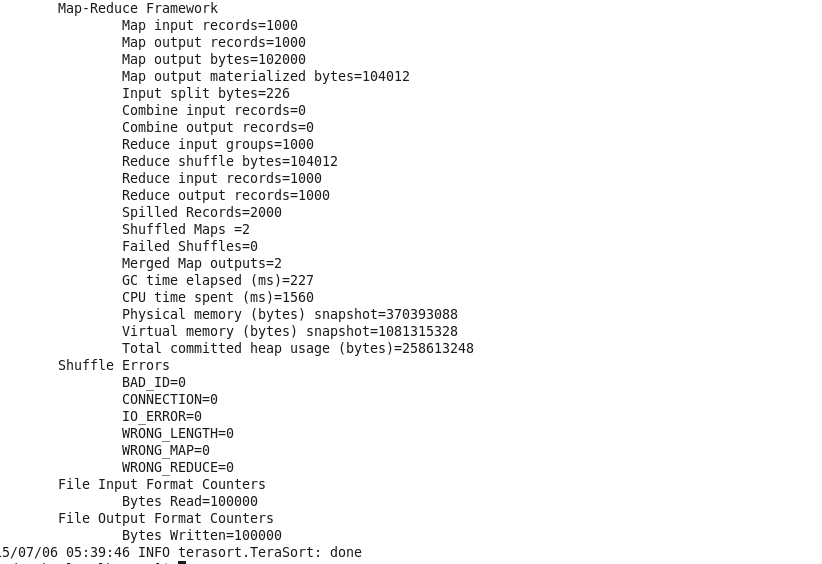 Map-Reduce Framework
Map input records=1000
Map output records=1000
Map output bytes=102000
Map output materialized bytes=104012
Input split bytes=226
Combine input records=0
Combine output records=0
Reduce input groups=1000
Reduce shuffle bytes=104012
Reduce input records=1000
Reduce output records=1000
Spilled Records=2000
Shuffled Maps =2
Failed Shuffles=0
Merged Map outputs=2
GC time elapsed (ms)=227
CPU time spent (ms)=1560
Physical memory (bytes) snapshot=370393088
Virtual memory (bytes) snapshot=1081315328
Total committed heap usage (bytes)=258613248
Shuffle Errors
BAD_ID=0
CONNECTION=0
IO_ERROR=0
WRONG_LENGTH=0
WRONG_MAP=0
WRONG_REDUCE=0
File Input Format Counters
Bytes Read=100000
File Output Format Counters
Bytes Written=100000
5/07/06 05:39:46 INFO terasort.TeraSort: done